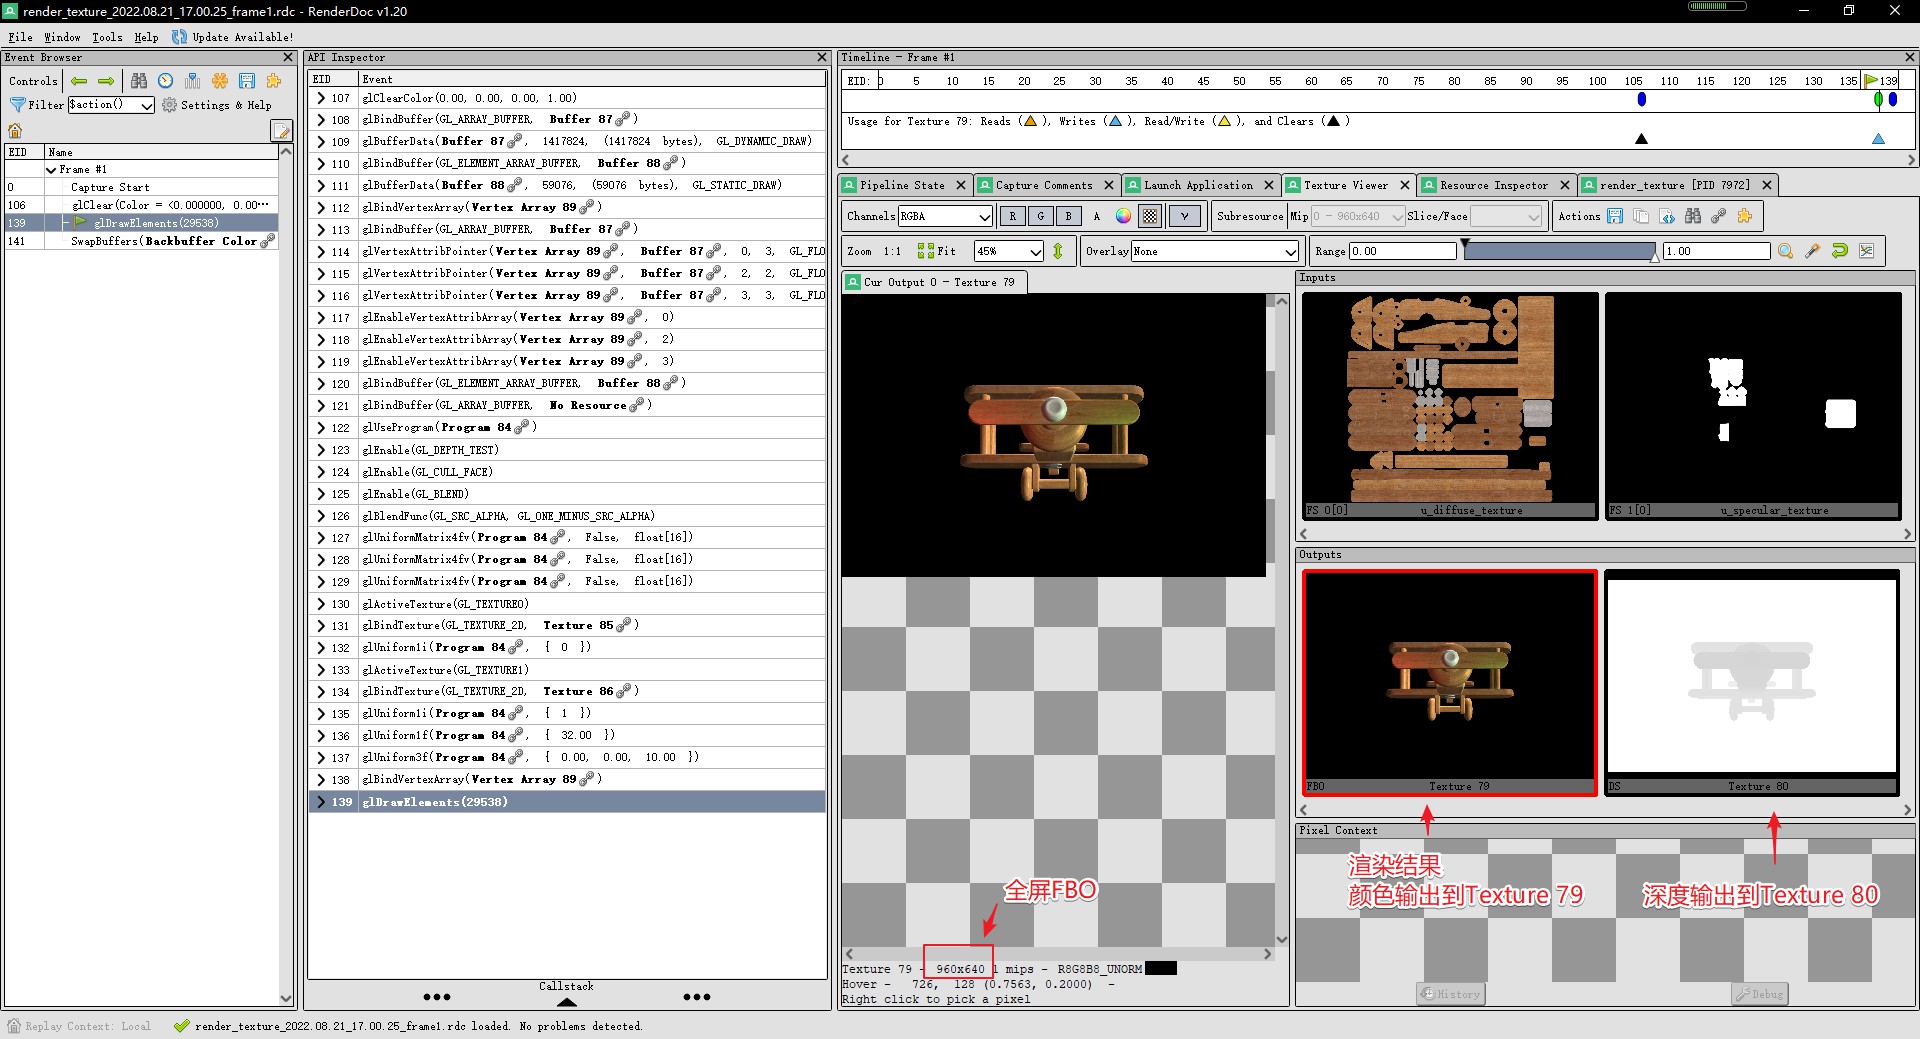 render_texture_2022.08.21_17.00.25_frame1.rdc - RenderDoc v1.20
File Window Tools Help Update Available!
Event Browser
Controls
Filter $action() Settings & Help
EID Name
Frame #1
0 Capture Start
106 glClear(Color = <0.000000, 0.00···
139 glDrawElements(29538)
141 SwapBuffers(Backbuffer Color
API Inspector
EID Event
107 glClearColor(0.00, 0.00, 0.00, 1.00)
108 glBindBuffer(GL_ARRAY_BUFFER, Buffer 87)
109 glBufferData(Buffer 87, 1417824, (1417824 bytes), GL_DYNAMIC_DRAW)
110 glBindBuffer(GL_ELEMENT_ARRAY_BUFFER, Buffer 88)
111 glBufferData(Buffer 88, 59076, (59076 bytes), GL_STATIC_DRAW)
112 glBindVertexArray(Vertex Array 89)
113 glBindBuffer(GL_ARRAY_BUFFER, Buffer 87)
114 glVertexAttribPointer(Vertex Array 89, Buffer 87, 0, 3, GL_FLO
115 glVertexAttribPointer(Vertex Array 89, Buffer 87, 2, 2, GL_FLO
116 glVertexAttribPointer(Vertex Array 89, Buffer 87, 3, 3, GL_FLO
117 glEnableVertexAttribArray(Vertex Array 89, 0)
118 glEnableVertexAttribArray(Vertex Array 89, 2)
119 glEnableVertexAttribArray(Vertex Array 89, 3)
120 glBindBuffer(GL_ELEMENT_ARRAY_BUFFER, Buffer 88)
121 glBindBuffer(GL_ARRAY_BUFFER, No Resource)
122 glUseProgram(Program 84)
123 glEnable(GL_DEPTH_TEST)
124 glEnable(GL_CULL_FACE)
125 glEnable(GL_BLEND)
126 glBlendFunc(GL_SRC_ALPHA, GL_ONE_MINUS_SRC_ALPHA)
127 glUniformMatrix4fv(Program 84, False, float[16])
128 glUniformMatrix4fv(Program 84, False, float[16])
129 glUniformMatrix4fv(Program 84, False, float[16])
130 glActiveTexture(GL_TEXTURE0)
131 glBindTexture(GL_TEXTURE_2D, Texture 85)
132 glUniform1i(Program 84, { 0 })
133 glActiveTexture(GL_TEXTURE1)
134 glBindTexture(GL_TEXTURE_2D, Texture 86)
135 glUniform1i(Program 84, { 1 })
136 glUniform1f(Program 84, { 32.00 })
137 glUniform3f(Program 84, { 0.00, 0.00, 10.00 })
138 glBindVertexArray(Vertex Array 89)
139 glDrawElements(29538)
Callstack
Timeline - Frame #1
EID: 0 5 10 15 20 25 30 35 40 45 50 55 60 65 70 75 80 85 90 95 100 105 110 115 120 125 130 135 139
Usage for Texture 79: Reads ( ), Writes ( ), Read/Write ( ), and Clears ( )
Pipeline State Capture Comments Launch Application Texture Viewer Resource Inspector render_texture [PID 7972]
Channels RGBA R G B A γ Subresource Mip 0 - 960x640 Slice/Face Actions
Zoom 1:1 Fit 45% Overlay None Range 0.00 1.00
Cur Output 0 - Texture 79
Inputs
FS 0[0] u_diffuse_texture
FS 1[0] u_specular_texture
Outputs
FBO Texture 79
DS Texture 80
Pixel Context
渲染结果
颜色输出到Texture 79
深度输出到Texture 80
全屏FBO
Texture 79 - 960x640 1 mips - R8G8B8_UNORM
Hover - 726, 128 (0.7563, 0.2000) -
Right click to pick a pixel
History Debug
Replay Context: Local render_texture_2022.08.21_17.00.25_frame1.rdc loaded. No problems detected.